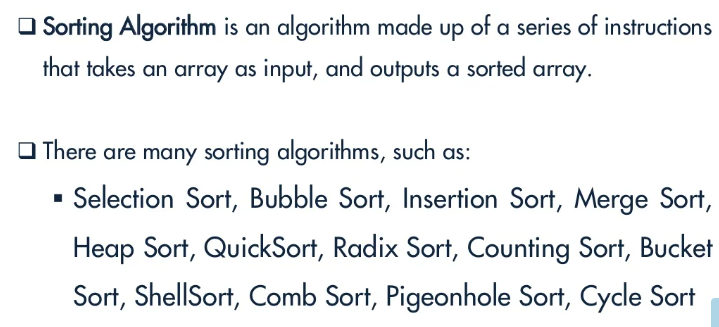 ❑ Sorting Algorithm is an algorithm made up of a series of instructions
that takes an array as input, and outputs a sorted array.
❑ There are many sorting algorithms, such as:
▪ Selection Sort, Bubble Sort, Insertion Sort, Merge Sort,
Heap Sort, QuickSort, Radix Sort, Counting Sort, Bucket
Sort, ShellSort, Comb Sort, Pigeonhole Sort, Cycle Sort